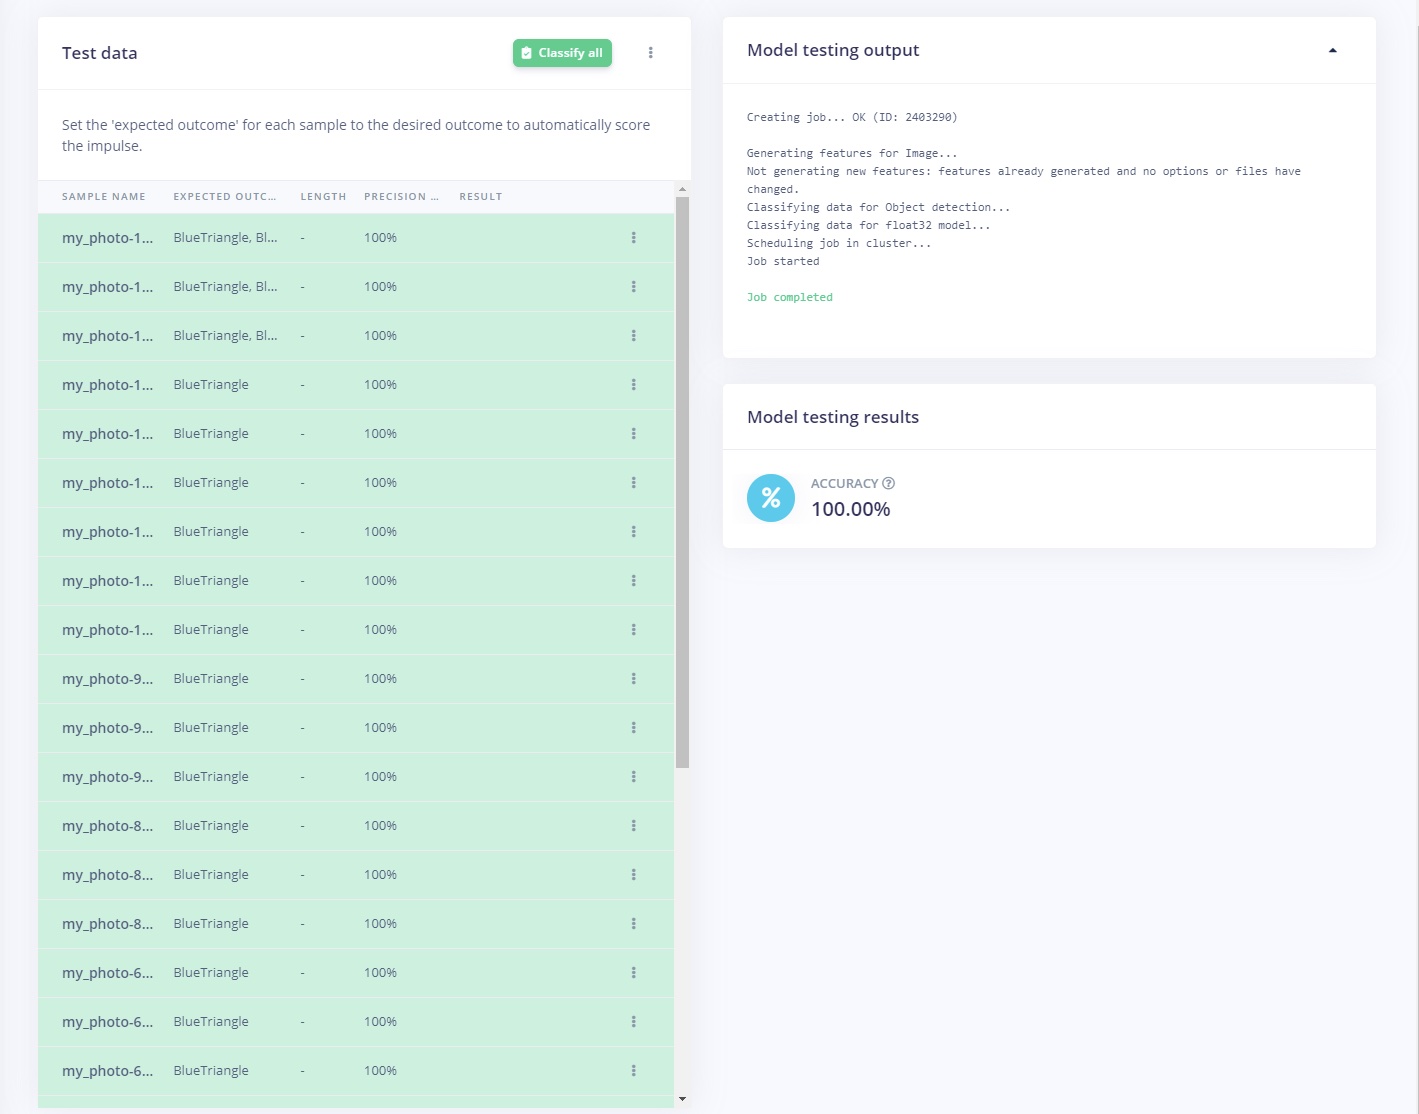 Test data
Classify all
Set the 'expected outcome' for each sample to the desired outcome to automatically score
the impulse.
SAMPLE NAME EXPECTED OUTC... LENGTH PRECISION ... RESULT
my_photo-1... BlueTriangle, Bl... - 100%
my_photo-1... BlueTriangle, Bl... - 100%
my_photo-1... BlueTriangle, Bl... - 100%
my_photo-1... BlueTriangle - 100%
my_photo-1... BlueTriangle - 100%
my_photo-1... BlueTriangle - 100%
my_photo-1... BlueTriangle - 100%
my_photo-1... BlueTriangle - 100%
my_photo-1... BlueTriangle - 100%
my_photo-9... BlueTriangle - 100%
my_photo-9... BlueTriangle - 100%
my_photo-9... BlueTriangle - 100%
my_photo-8... BlueTriangle - 100%
my_photo-8... BlueTriangle - 100%
my_photo-8... BlueTriangle - 100%
my_photo-6... BlueTriangle - 100%
my_photo-6... BlueTriangle - 100%
my_photo-6... BlueTriangle - 100%
Model testing output
Creating job... OK (ID: 2403290)
Generating features for Image...
Not generating new features: features already generated and no options or files have
changed.
Classifying data for Object detection...
Classifying data for float32 model...
Scheduling job in cluster...
Job started
Job completed
Model testing results
%
ACCURACY ?
100.00%